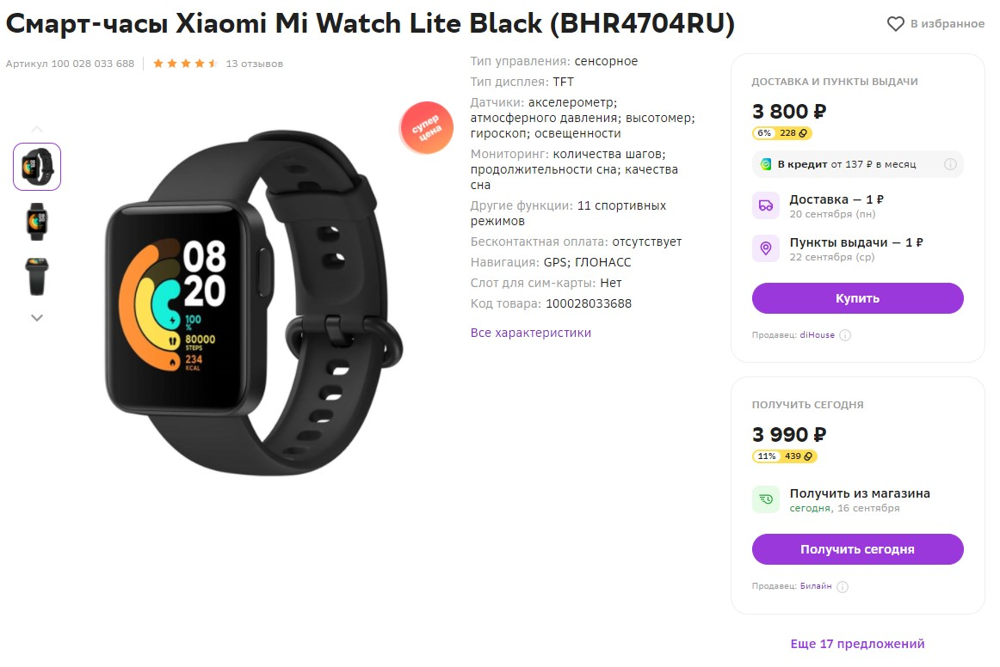 Смарт-часы Xiaomi Mi Watch Lite Black (BHR4704RU)
В избранное
Артикул 100 028 033 688
13 отзывов
супер
цена
08
20
100
%
80000
STEPS
234
KCAL
Тип управления: сенсорное
Тип дисплея: TFT
Датчики: акселерометр;
атмосферного давления; высотомер;
гироскоп; освещенности
Мониторинг: количества шагов;
продолжительности сна; качества
сна
Другие функции: 11 спортивных
режимов
Бесконтактная оплата: отсутствует
Навигация: GPS; ГЛОНАСС
Слот для сим-карты: Нет
Код товара: 100028033688
Все характеристики
ДОСТАВКА И ПУНКТЫ ВЫДАЧИ
3 800 ₽
6% 228
В кредит от 137 ₽ в месяц
Доставка — 1 ₽
20 сентября (пн)
Пункты выдачи — 1 ₽
22 сентября (ср)
Купить
Продавец: diHouse
ПОЛУЧИТЬ СЕГОДНЯ
3 990 ₽
11% 439
Получить из магазина
сегодня, 16 сентября
Получить сегодня
Продавец: Билайн
Еще 17 предложений